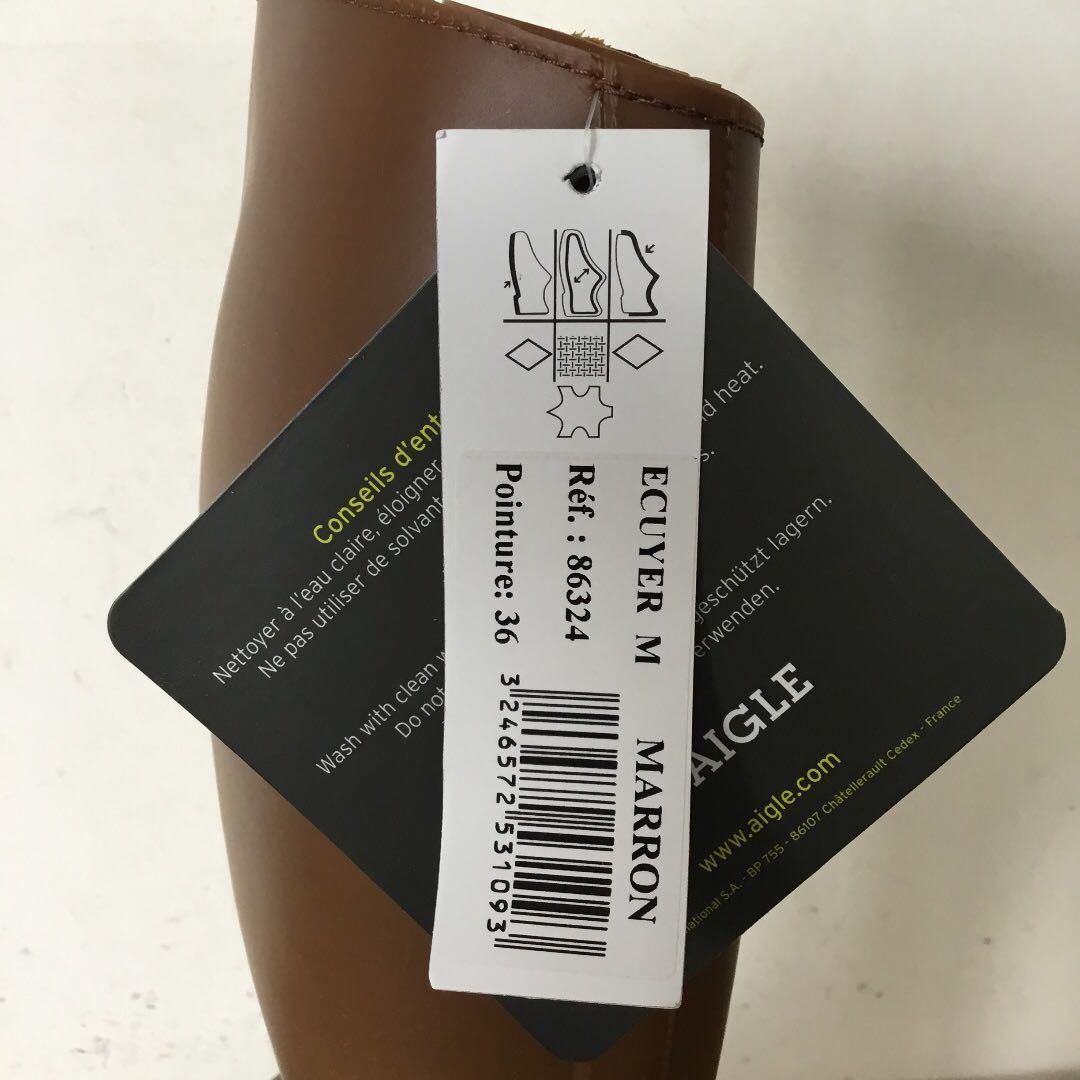 ECUYER M MARRON
Réf. : 86324
Pointure: 36
3246572531093
Conseils d'ent
Nettoyer à l'eau claire, éloigner
Ne pas utiliser de solvant
Wash with clean
Do not
nd heat.
s.
geschützt lagern.
erwenden.
AIGLE
www.aigle.com
national S.A. - BP 755 - 86107 Châtellerault Cedex - France